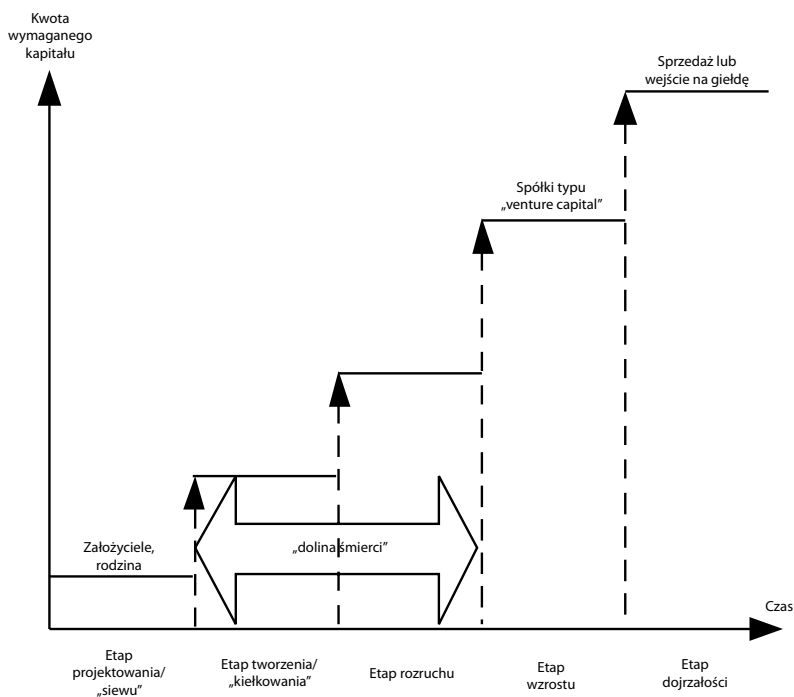 Kwota
wymaganego
kapitału
Sprzedaż lub
wejście na giełdę
Spółki typu
„venture capital”
Założyciele,
rodzina
„dolina śmierci”
Czas
Etap
projektowania/
„siewu”
Etap tworzenia/
„kiełkowania”
Etap rozruchu
Etap
wzrostu
Etap
dojrzałości